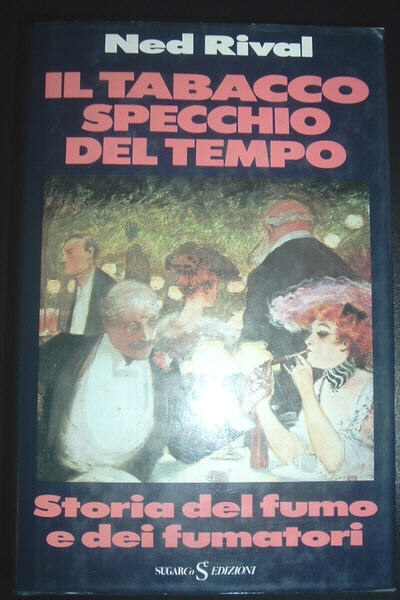 Ned Rival
IL TABACCO
SPECCHIO
DEL TEMPO
Storia del fumo
e dei fumatori
SUGARCo EDIZIONI